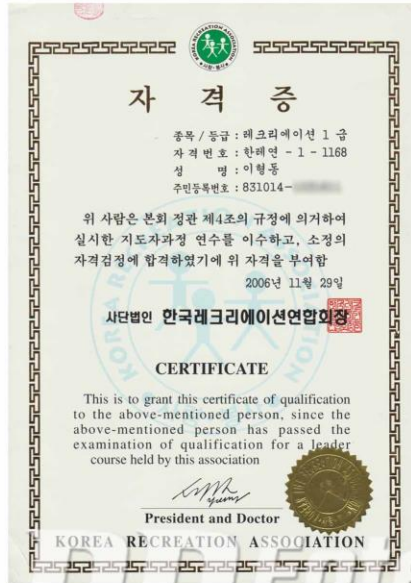 자 격 증
종목 / 등급 : 레크리에이션 1 급
자 격 번 호 : 한레연 - 1 - 1168
성 명 : 이형동
주민등록번호 : 831014-
위 사람은 본회 정관 제4조의 규정에 의거하여
실시한 지도자과정 연수를 이수하고, 소정의
자격검정에 합격하였기에 위 자격을 부여함
2006년 11월 29일
사단법인 한국레크리에이션연합회장
CERTIFICATE
This is to grant this certificate of qualification
to the above-mentioned person, since the
above-mentioned person has passed the
examination of qualification for a leader
course held by this association
President and Doctor
KOREA RECREATION ASSOCIATION